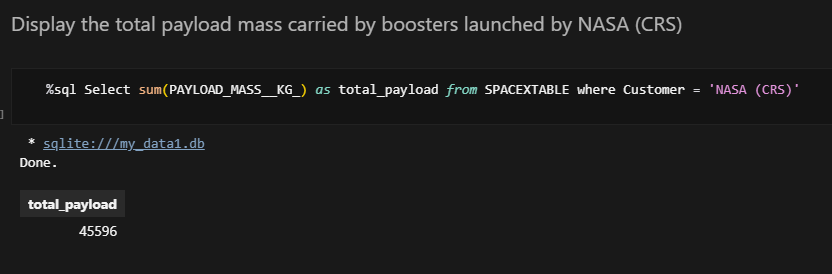 Display the total payload mass carried by boosters launched by NASA (CRS)
%sql Select sum(PAYLOAD_MASS__KG_) as total_payload from SPACEXTABLE where Customer = 'NASA (CRS)'
]
* sqlite:///my_data1.db
Done.
total_payload
45596